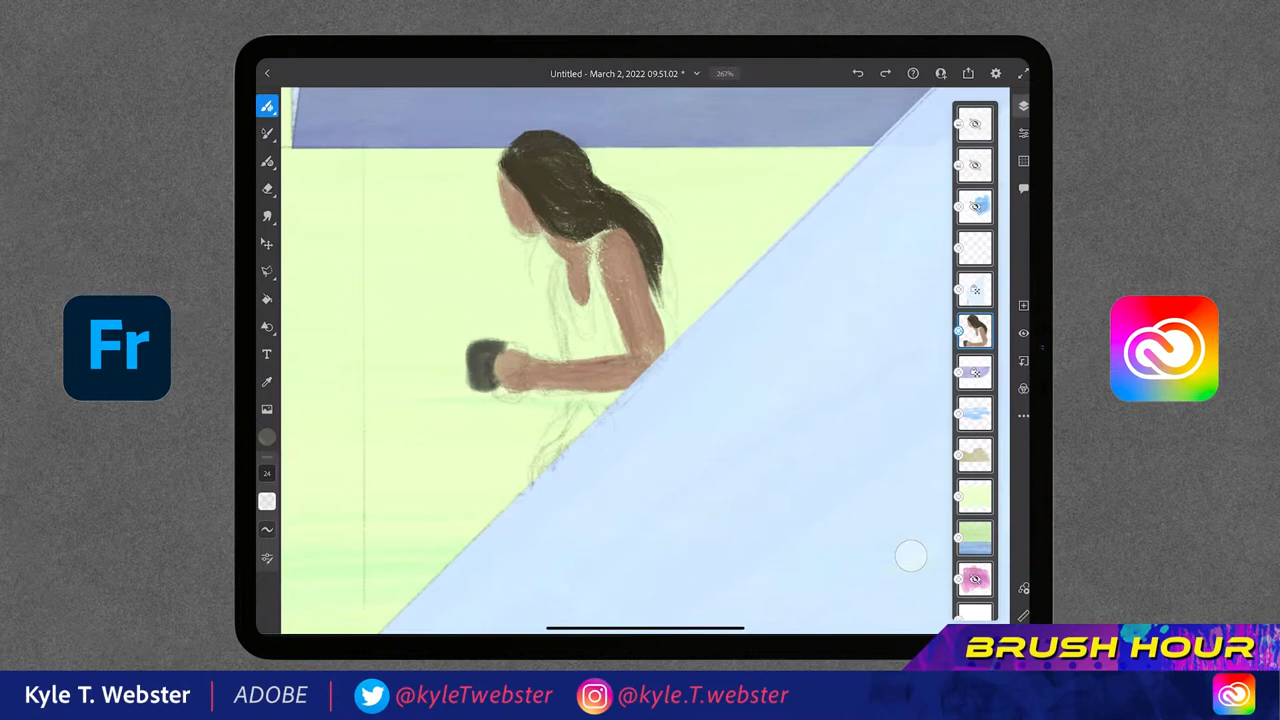 Untitled - March 2, 2022 09.51.02 *
267%
T
24
Fr
BRUSH HOUR
Kyle T. Webster | ADOBE | @kyleTwebster @kyle.T.webster